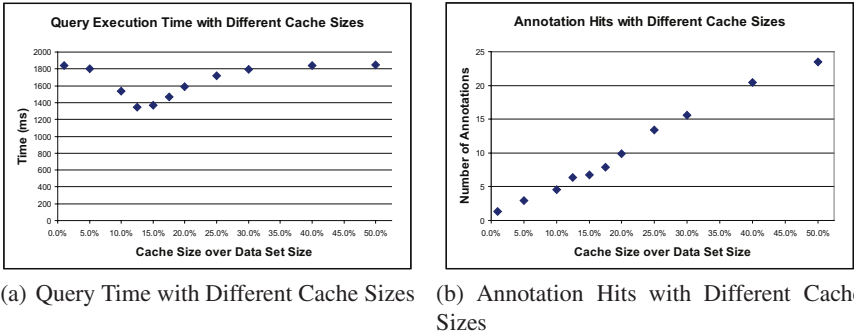 Query Execution Time with Different Cache Sizes
2000
1800
1600
1400
1200
1000
800
600
400
200
0
Time (ms)
0.0% 5.0% 10.0% 15.0% 20.0% 25.0% 30.0% 35.0% 40.0% 45.0% 50.0%
Cache Size over Data Set Size
(a) Query Time with Different Cache Sizes
Annotation Hits with Different Cache Sizes
25
20
15
10
5
0
Number of Annotations
0.0% 5.0% 10.0% 15.0% 20.0% 25.0% 30.0% 35.0% 40.0% 45.0% 50.0%
Cache Size over Data Set Size
(b) Annotation Hits with Different Cache
Sizes